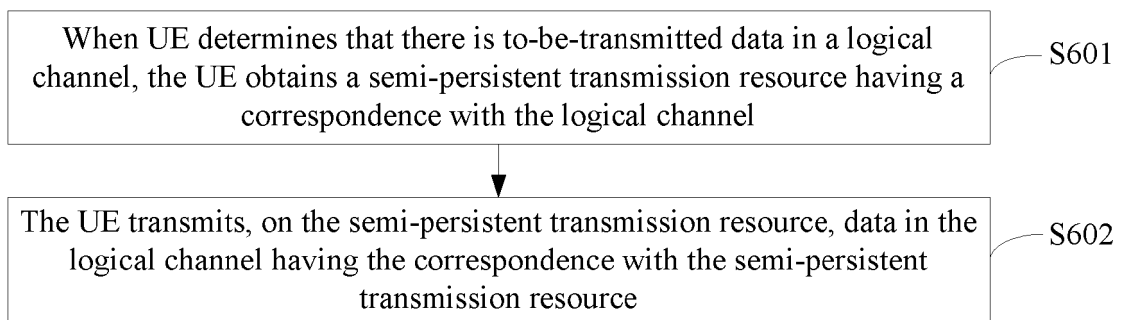 When UE determines that there is to-be-transmitted data in a logical
channel, the UE obtains a semi-persistent transmission resource having a
correspondence with the logical channel
S601
The UE transmits, on the semi-persistent transmission resource, data in the
logical channel having the correspondence with the semi-persistent
transmission resource
S602